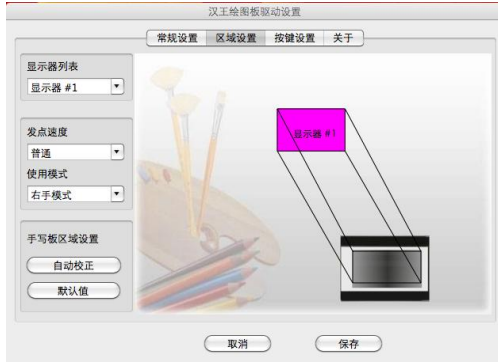 汉王绘图板驱动设置
常规设置 区域设置 按键设置 关于
显示器列表
显示器 #1
发点速度
普通
使用模式
右手模式
手写板区域设置
自动校正
默认值
显示器 #1
取消 保存